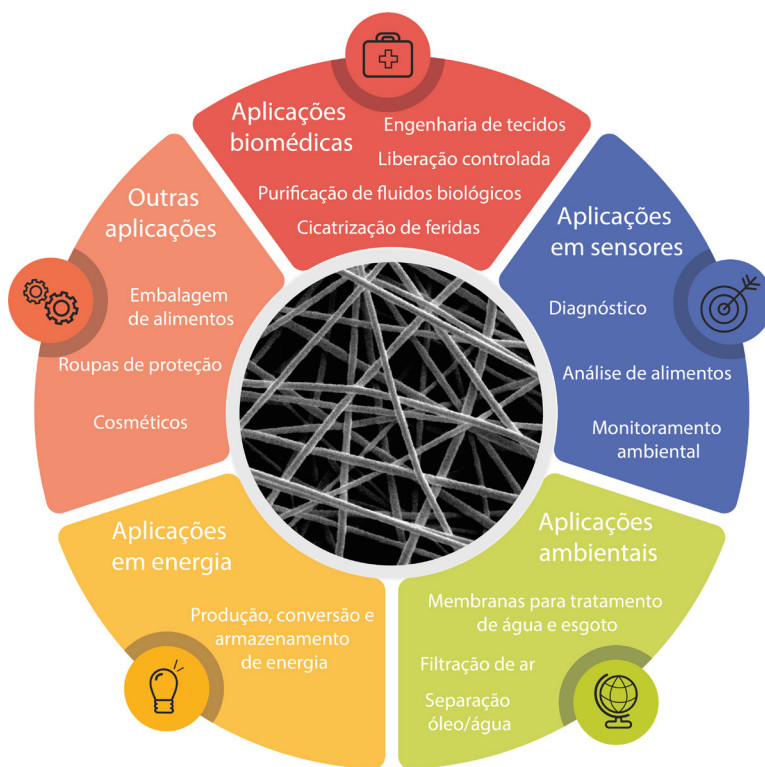 Aplicações
biomédicas
Engenharia de tecidos
Liberação controlada
Purificação de fluidos biológicos
Cicatrização de feridas
Aplicações
em sensores
Diagnóstico
Análise de alimentos
Monitoramento
ambiental
Aplicações
ambientais
Membranas para tratamento
de água e esgoto
Filtração de ar
Separação
óleo/água
Aplicações
em energia
Produção, conversão e
armazenamento
de energia
Outras
aplicações
Embalagem
de alimentos
Roupas de proteção
Cosméticos